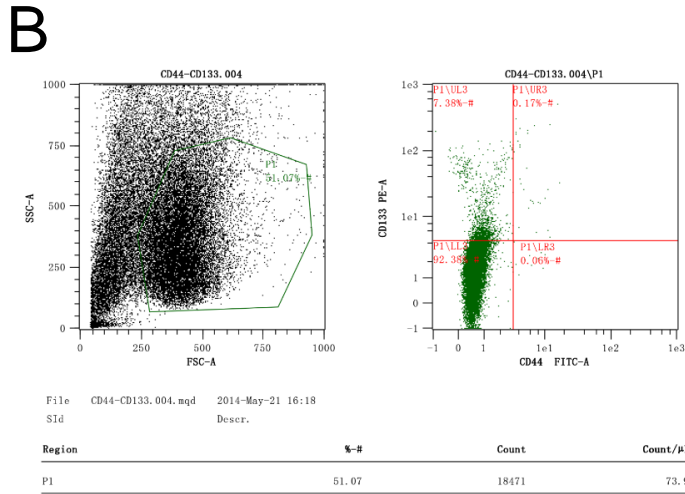 B
CD44-CD133.004
1000
750
500
250
0
SSC-A
P1
51.07%-#
0
250
500
750
1000
FSC-A
CD44-CD133.004\P1
1e3
1e2
1e1
1
0
-1
CD133 PE-A
P1\UL3
7.38%-#
P1\UR3
0.17%-#
P1\LL3
92.38%-#
P1\LR3
0.06%-#
-1
0
1
1e1
1e2
1e3
CD44 FITC-A
File CD44-CD133.004.mqd 2014-May-21 16:18
SId Descr.
Region %-# Count Count/μ
P1 51.07 18471 73.9